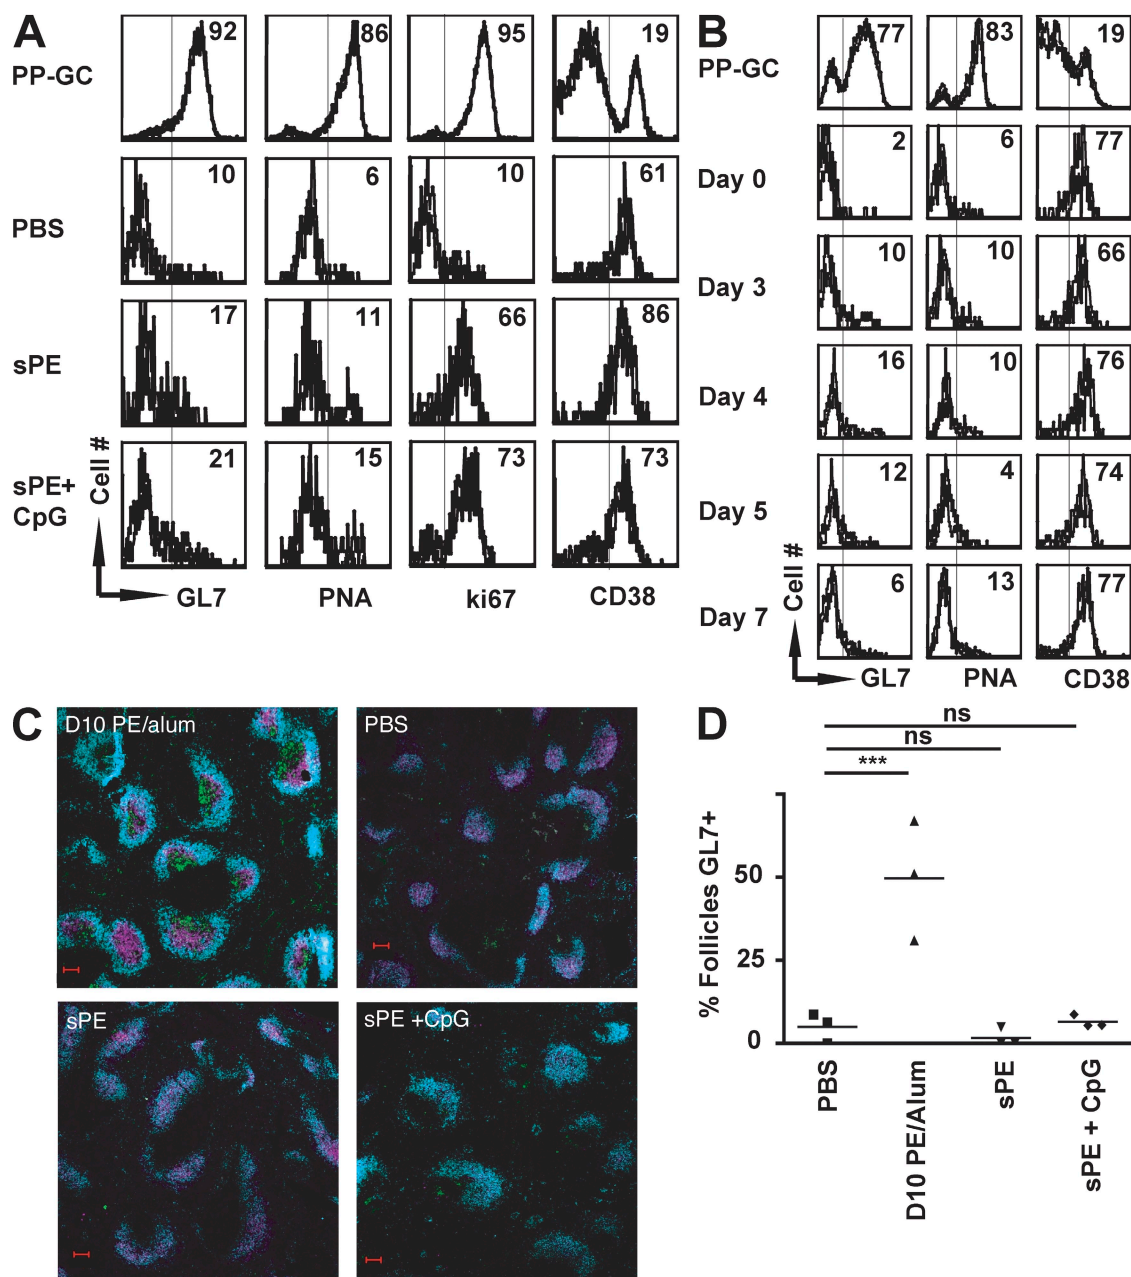 A
PP-GC
92
86
95
19
PBS
10
6
10
61
sPE
17
11
66
86
sPE+
CpG
21
15
73
73
Cell #
GL7
PNA
ki67
CD38
B
PP-GC
77
83
19
Day 0
2
6
77
Day 3
10
10
66
Day 4
16
10
76
Day 5
12
4
74
Day 7
6
13
77
Cell #
GL7
PNA
CD38
C
D10 PE/alum
PBS
sPE
sPE +CpG
D
ns
ns
***
% Follicles GL7+
50
25
0
PBS
D10 PE/Alum
sPE
sPE + CpG